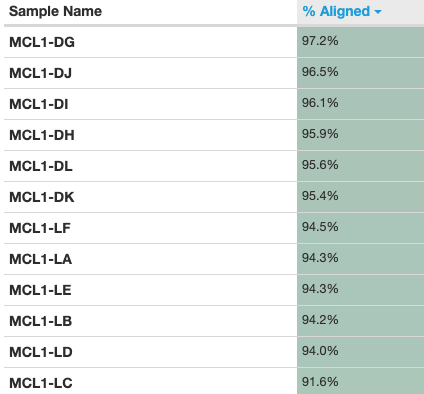 Sample Name % Aligned
MCL1-DG 97.2%
MCL1-DJ 96.5%
MCL1-DI 96.1%
MCL1-DH 95.9%
MCL1-DL 95.6%
MCL1-DK 95.4%
MCL1-LF 94.5%
MCL1-LA 94.3%
MCL1-LE 94.3%
MCL1-LB 94.2%
MCL1-LD 94.0%
MCL1-LC 91.6%